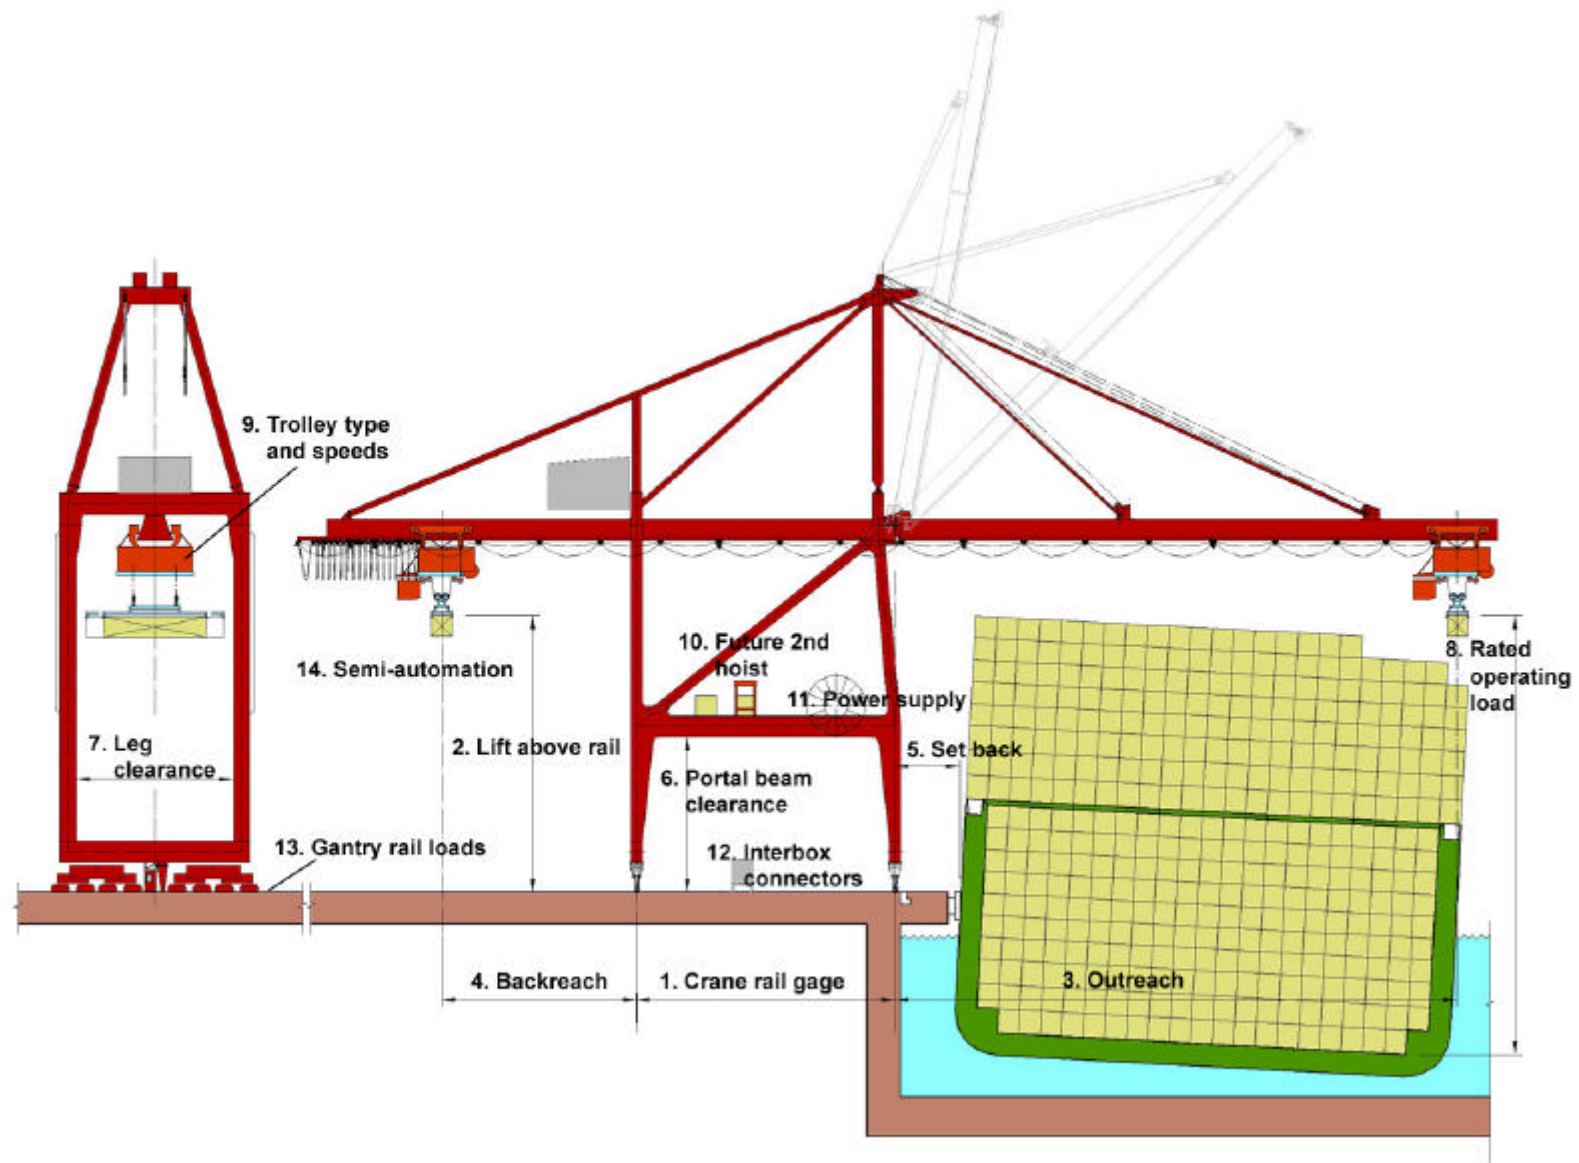 9. Trolley type
and speeds
10. Future 2nd
hoist
14. Semi-automation
8. Rated
operating
load
11. Power supply
7. Leg
clearance
2. Lift above rail
5. Set back
6. Portal beam
clearance
13. Gantry rail loads
12. Interbox
connectors
4. Backreach
1. Crane rail gage
3. Outreach